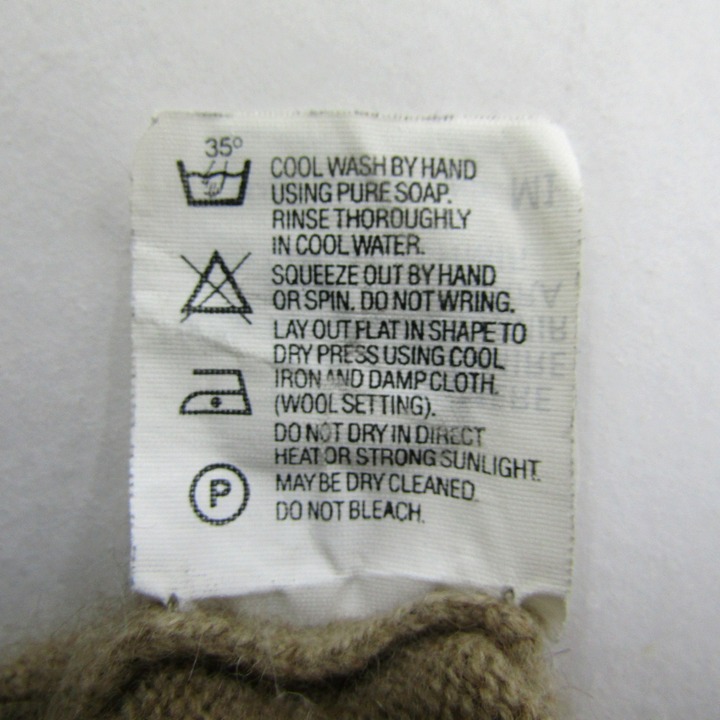 35°
COOL WASH BY HAND
USING PURE SOAP.
RINSE THOROUGHLY
IN COOL WATER.
SQUEEZE OUT BY HAND
OR SPIN. DO NOT WRING.
LAY OUT FLAT IN SHAPE TO
DRY PRESS USING COOL
IRON AND DAMP CLOTH.
(WOOL SETTING).
DO NOT DRY IN DIRECT
HEAT OR STRONG SUNLIGHT.
P
MAY BE DRY CLEANED.
DO NOT BLEACH.